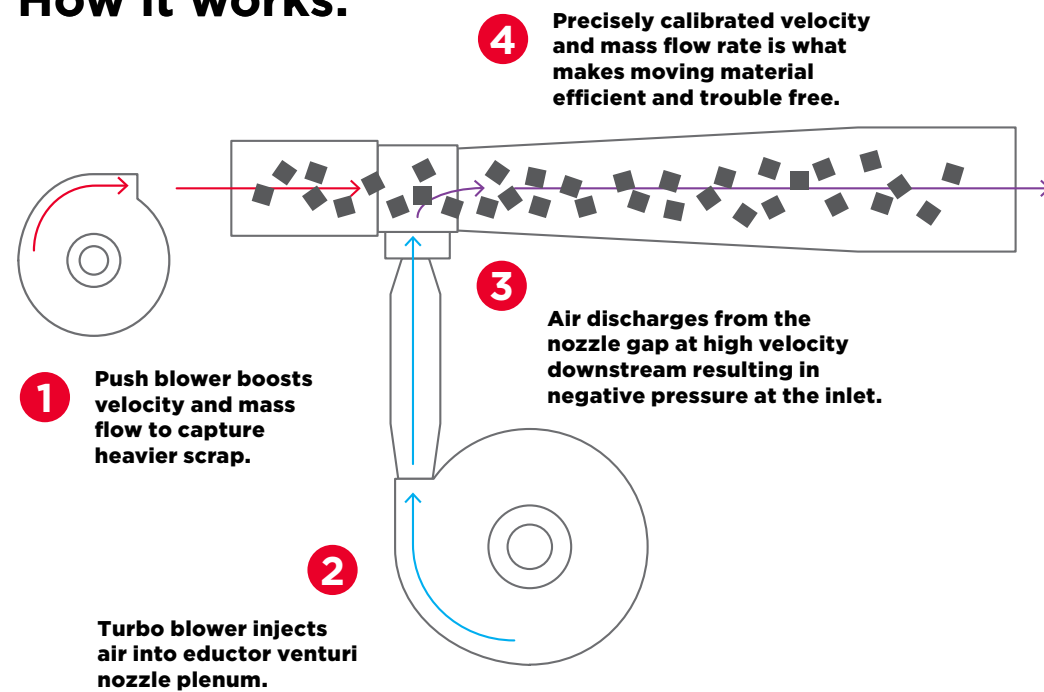 How it works.
4
Precisely calibrated velocity
and mass flow rate is what
makes moving material
efficient and trouble free.
3
Air discharges from the
nozzle gap at high velocity
downstream resulting in
negative pressure at the inlet.
1
Push blower boosts
velocity and mass
flow to capture
heavier scrap.
2
Turbo blower injects
air into eductor venturi
nozzle plenum.